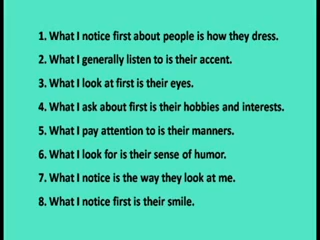 1. What I notice first about people is how they dress.
2. What I generally listen to is their accent.
3. What I look at first is their eyes.
4. What I ask about first is their hobbies and interests.
5. What I pay attention to is their manners.
6. What I look for is their sense of humor.
7. What I notice is the way they look at me.
8. What I notice first is their smile.